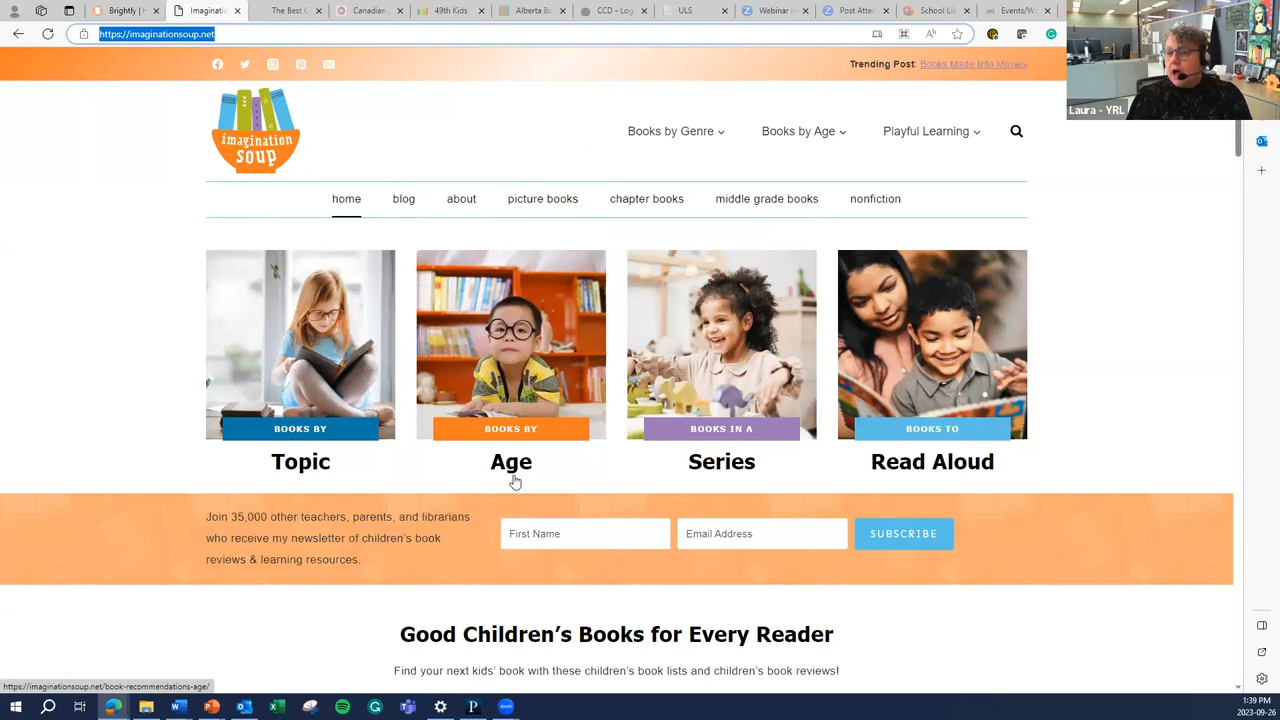 Brightly | H
Imaginatio
The Best C
Canadian
49th Kids
Alberta Bo
CCD - Log
ULS
Webinar I
Post Atter
School Lib
Events/W
https://imaginationsoup.net
Trending Post: Books Made Into Movies
Laura - YRL
imagination
soup
Books by Genre
Books by Age
Playful Learning
home
blog
about
picture books
chapter books
middle grade books
nonfiction
BOOKS BY
Topic
BOOKS BY
Age
BOOKS IN A
Series
BOOKS TO
Read Aloud
Join 35,000 other teachers, parents, and librarians
who receive my newsletter of children's book
reviews & learning resources.
First Name
Email Address
SUBSCRIBE
Good Children's Books for Every Reader
Find your next kids' book with these children's book lists and children's book reviews!
https://imaginationsoup.net/book-recommendations-age/
1:39 PM
2023-09-26